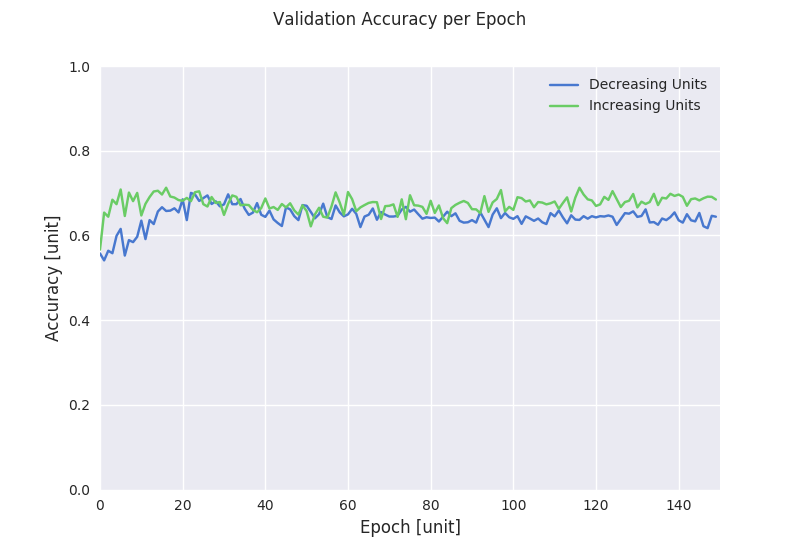 Validation Accuracy per Epoch
1.0
Decreasing Units
Increasing Units
0.8
0.6
0.4
0.2
0.0
Accuracy [unit]
0 20 40 60 80 100 120 140
Epoch [unit]